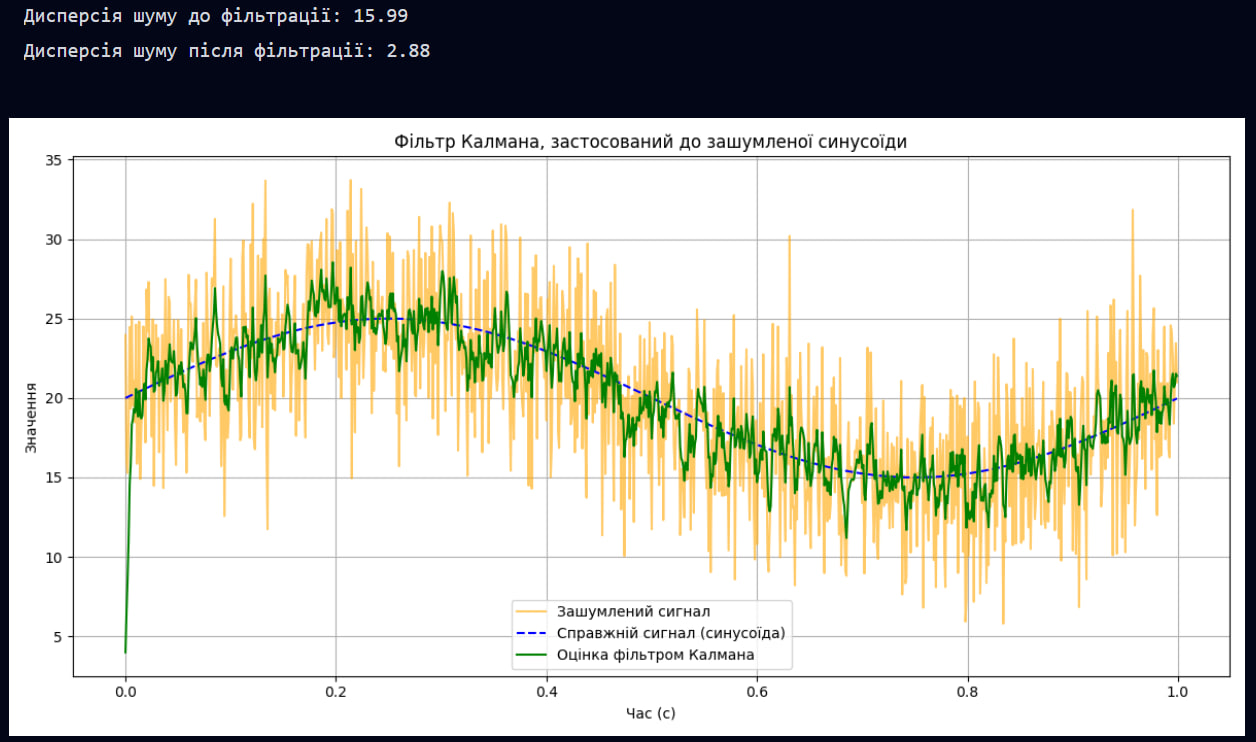 Дисперсія шуму до фільтрації: 15.99
Дисперсія шуму після фільтрації: 2.88
Фільтр Калмана, застосований до зашумленої синусоїди
35
30
25
20
15
10
5
Значення
Зашумлений сигнал
Справжній сигнал (синусоїда)
Оцінка фільтром Калмана
0.0
0.2
0.4
0.6
0.8
1.0
Час (с)